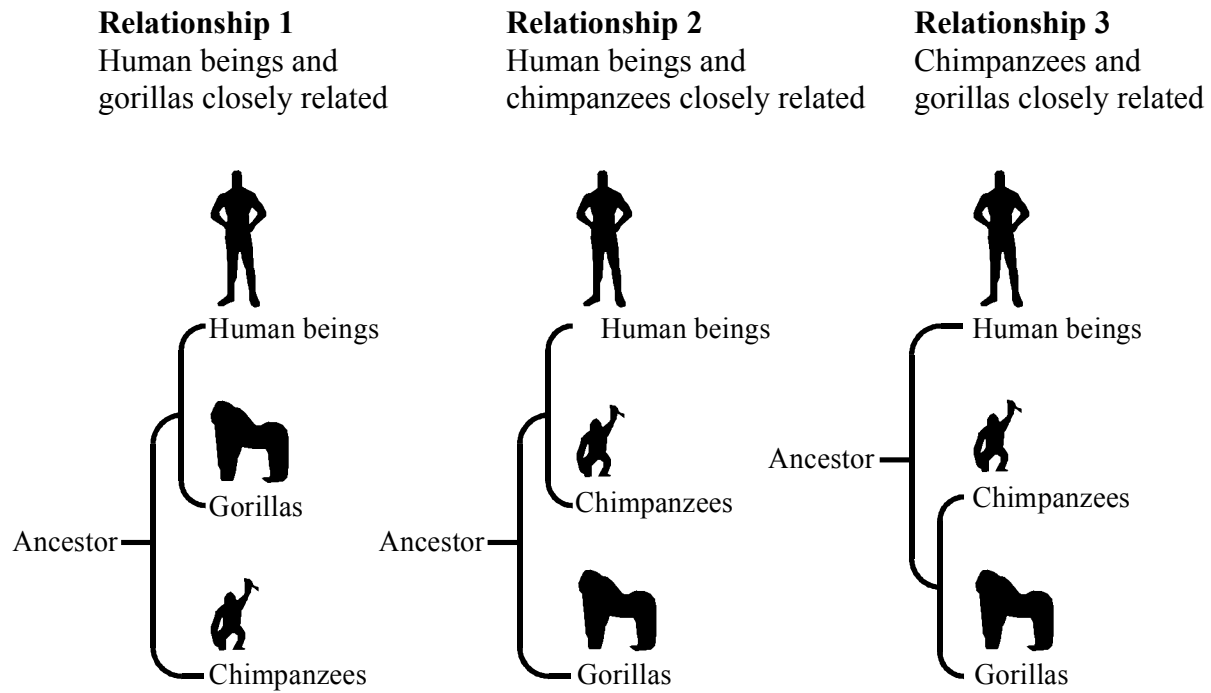 Relationship 1
Human beings and
gorillas closely related
Human beings
Gorillas
Ancestor
Chimpanzees
Relationship 2
Human beings and
chimpanzees closely related
Human beings
Chimpanzees
Ancestor
Gorillas
Relationship 3
Chimpanzees and
gorillas closely related
Human beings
Ancestor
Chimpanzees
Gorillas